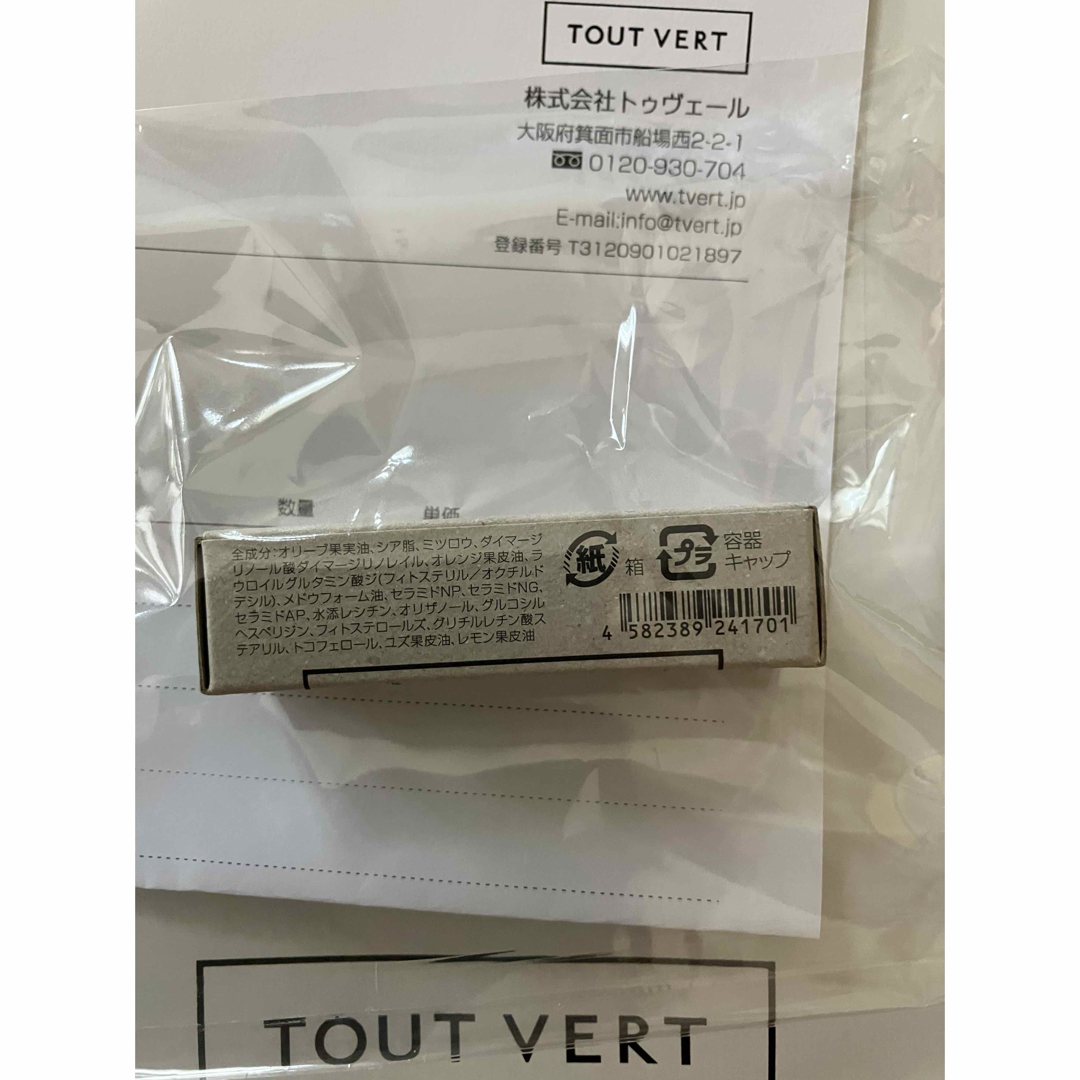 TOUT VERT
株式会社トゥヴェール
大阪府箕面市船場西2-2-1
0120-930-704
www.tvert.jp
E-mail:info@tvert.jp
登録番号 T3120901021897
数量 単価
全成分:オリーブ果実油、シア脂、ミツロウ、ダイマージ
リノール酸ダイマージリノレイル、オレンジ果皮油、ラ
ウロイルグルタミン酸ジ(フィトステリル/オクチルド
デシル)、メドウフォーム油、セラミドNP、セラミドNG、
セラミドAP、水添レシチン、オリザノール、グルコシル
ヘスペリジン、フィトステロールズ、グリチルレチン酸ス
テアリル、トコフェロール、ユズ果皮油、レモン果皮油
紙 箱
プラ 容器
キャップ
4 582389 241701
TOUT VERT